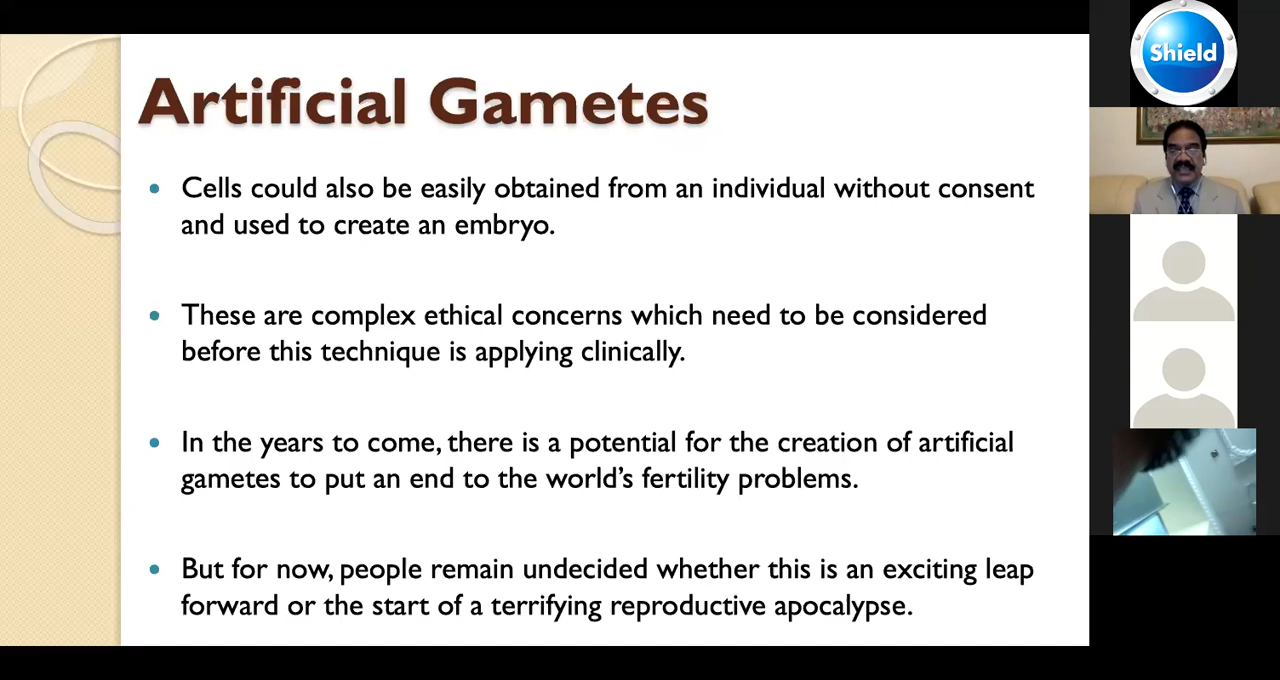 Artificial Gametes
Cells could also be easily obtained from an individual without consent
and used to create an embryo.
These are complex ethical concerns which need to be considered
before this technique is applying clinically.
In the years to come, there is a potential for the creation of artificial
gametes to put an end to the world's fertility problems.
But for now, people remain undecided whether this is an exciting leap
forward or the start of a terrifying reproductive apocalypse.
Shield